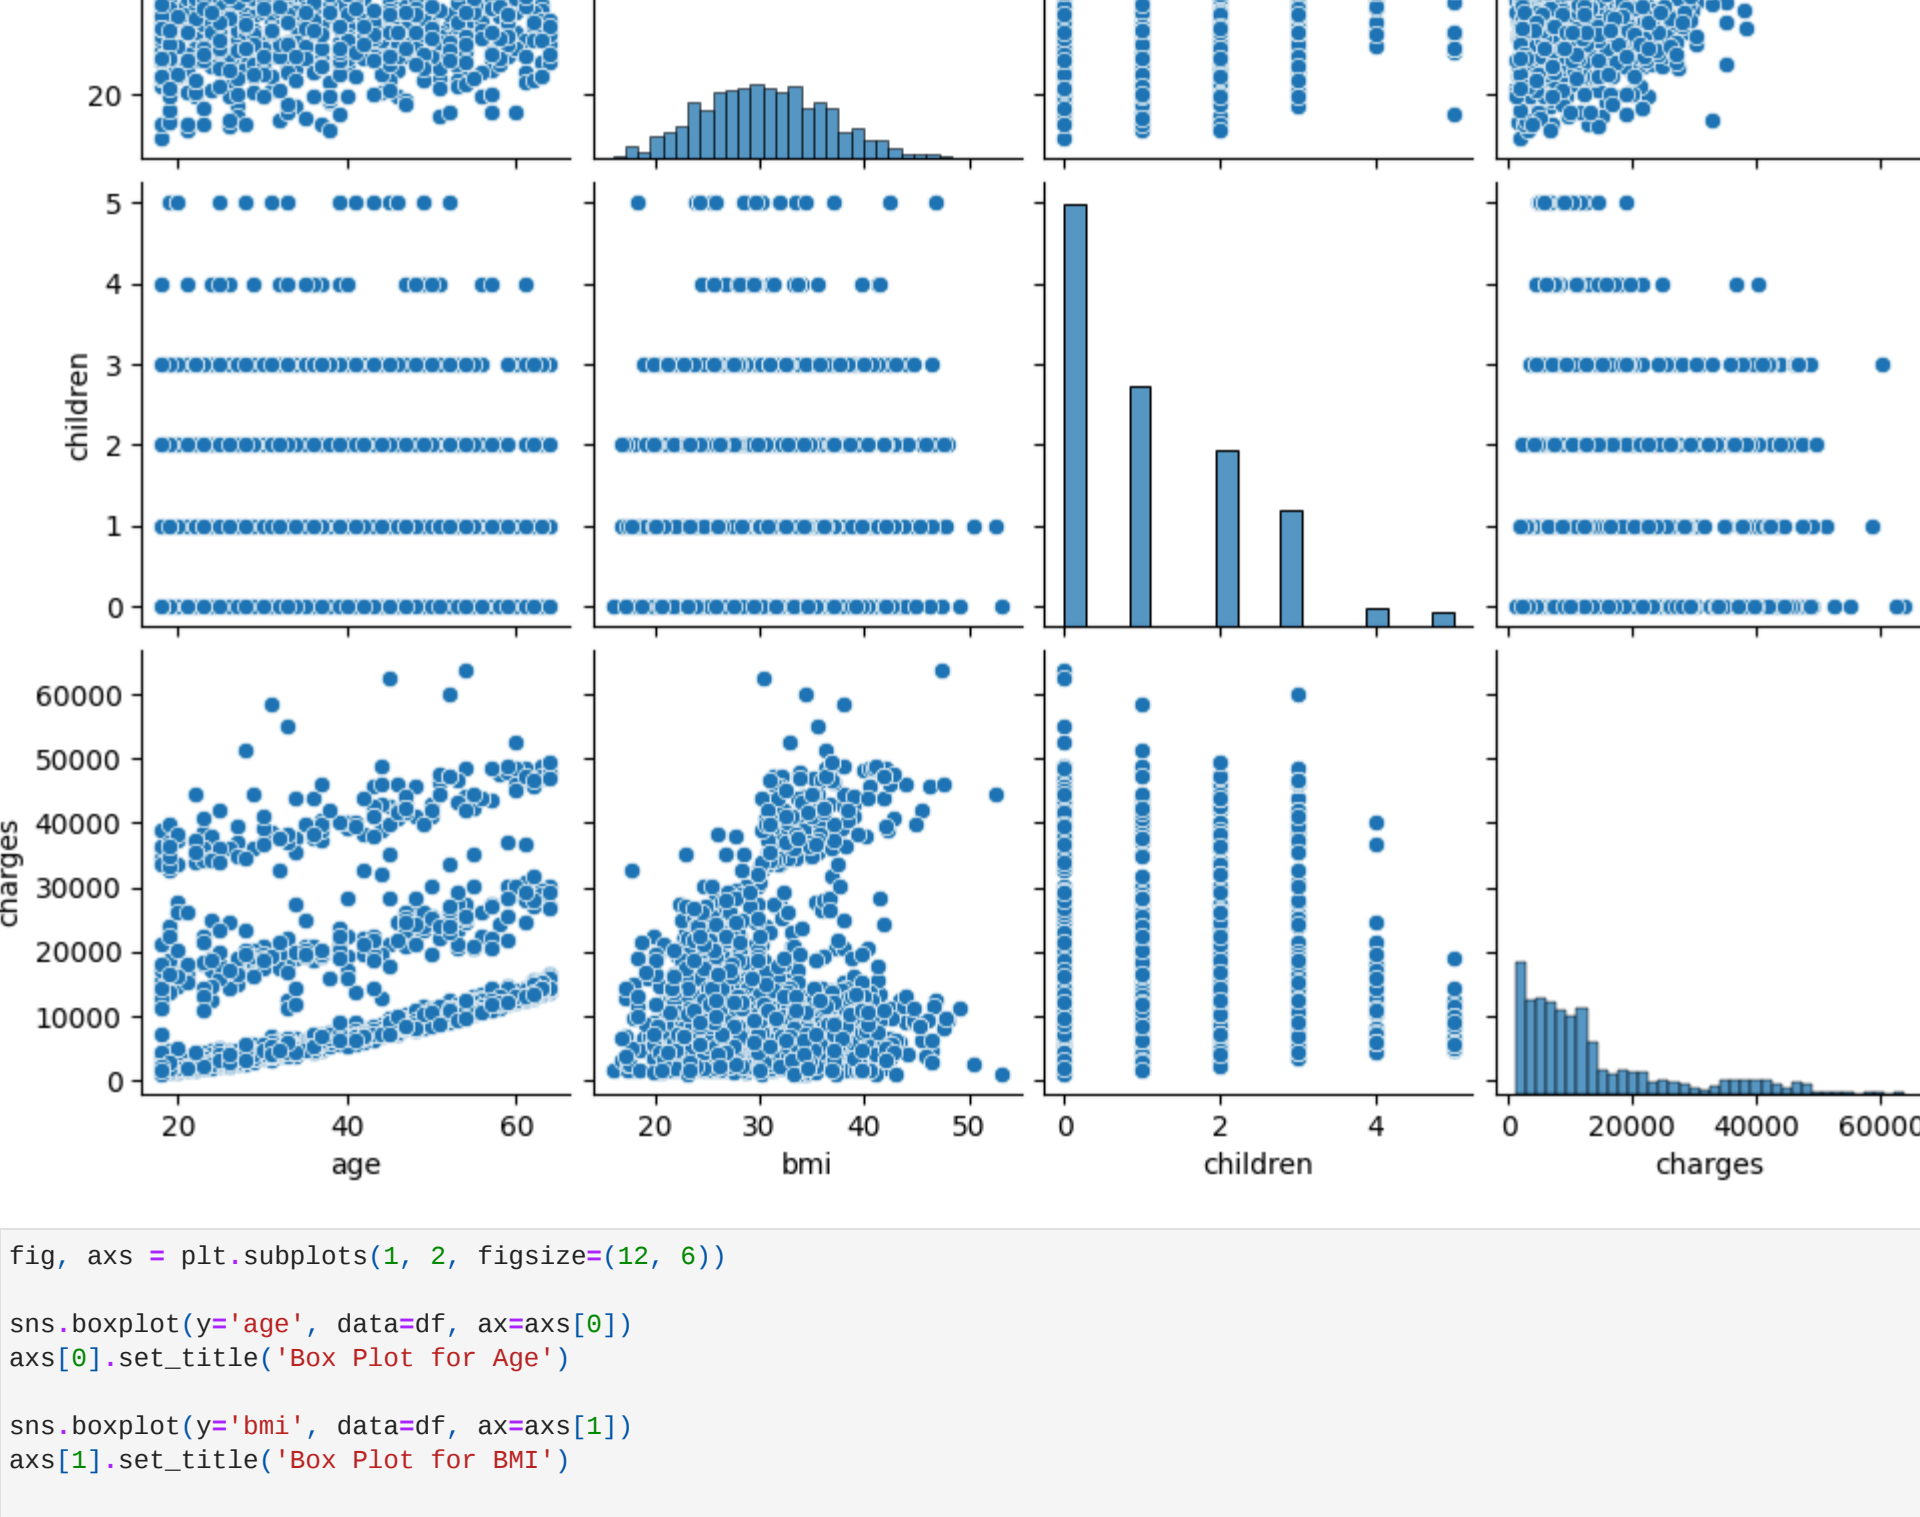 20
5
4
3
2
1
0
children
60000
50000
40000
30000
20000
10000
0
charges
20 40 60 20 30 40 50 0 2 4 0 20000 40000 60000
age bmi children charges
fig, axs = plt.subplots(1, 2, figsize=(12, 6))
sns.boxplot(y='age', data=df, ax=axs[0])
axs[0].set_title('Box Plot for Age')
sns.boxplot(y='bmi', data=df, ax=axs[1])
axs[1].set_title('Box Plot for BMI')